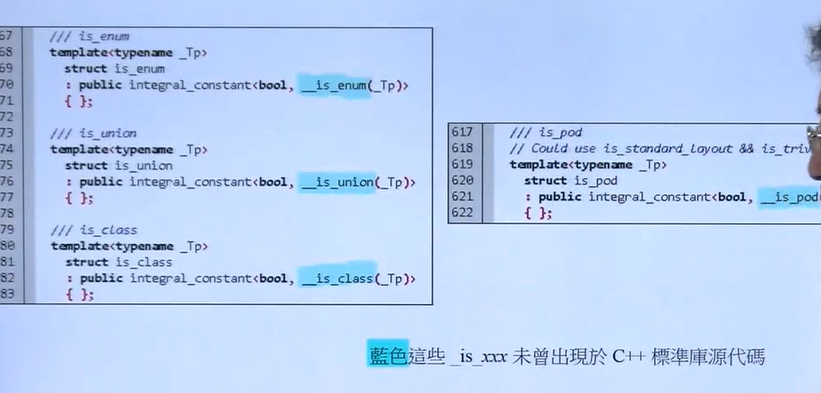 67 /// is_enum
68 template<typename _Tp>
69 struct is_enum
70 : public integral_constant<bool, __is_enum(_Tp)>
71 { };
72
73 /// is_union
74 template<typename _Tp>
75 struct is_union
76 : public integral_constant<bool, __is_union(_Tp)>
77 { };
78
79 /// is_class
80 template<typename _Tp>
81 struct is_class
82 : public integral_constant<bool, __is_class(_Tp)>
83 { };
617 /// is_pod
618 // Could use is_standard_layout && is_triv
619 template<typename _Tp>
620 struct is_pod
621 : public integral_constant<bool, __is_pod
622 { };
藍色這些 _is_xxx 未曾出現於 C++ 標準庫源代碼